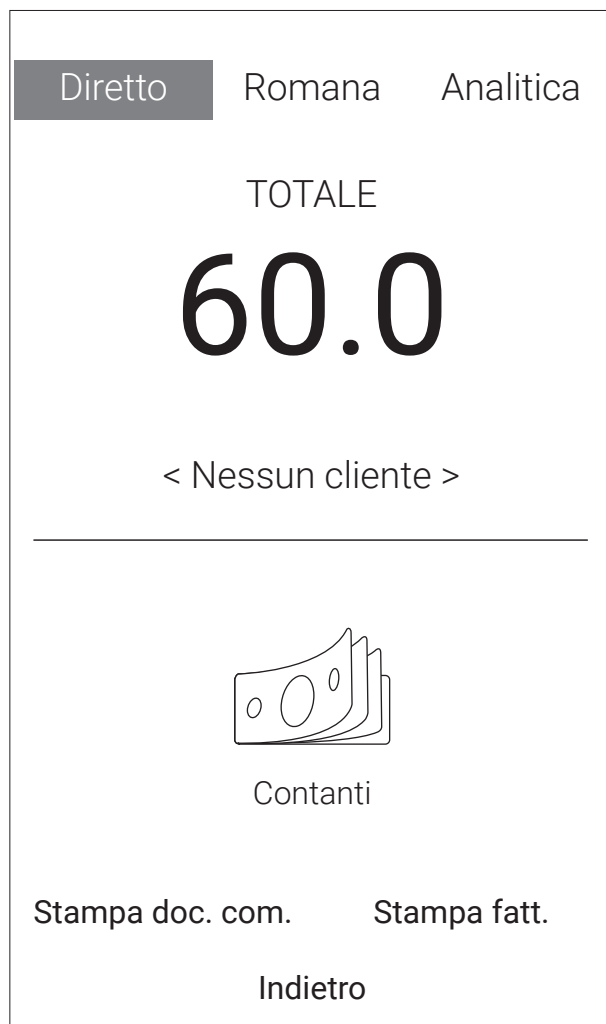 Diretto Romana Analitica
TOTALE
60.0
< Nessun cliente >
Contanti
Stampa doc. com. Stampa fatt.
Indietro